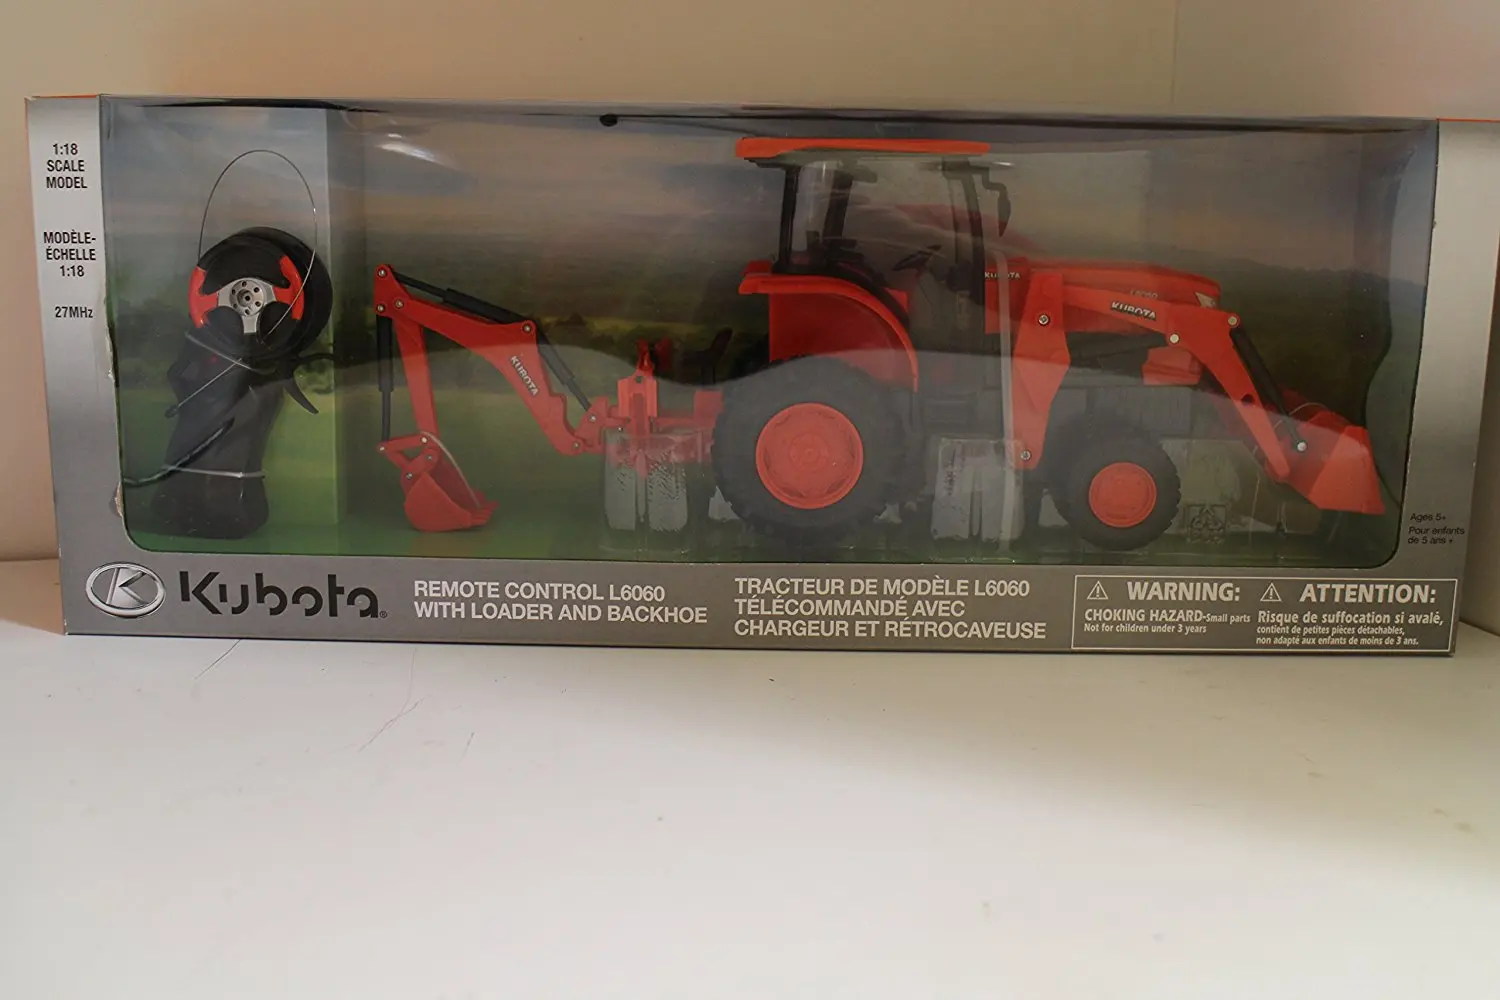 1:18
SCALE
MODEL
MODÈLE-
ÉCHELLE
1:18
27MHz
KUBOTA
KUBOTA
L6060
KUBOTA
Ages 5+
Pour enfants
de 5 ans +
K
Kubota®
REMOTE CONTROL L6060
WITH LOADER AND BACKHOE
TRACTEUR DE MODÈLE L6060
TÉLÉCOMMANDÉ AVEC
CHARGEUR ET RÉTROCAVEUSE
WARNING:
CHOKING HAZARD-Small parts
Not for children under 3 years
ATTENTION:
Risque de suffocation si avalé,
contient de petites pièces détachables,
non adapté aux enfants de moins de 3 ans.